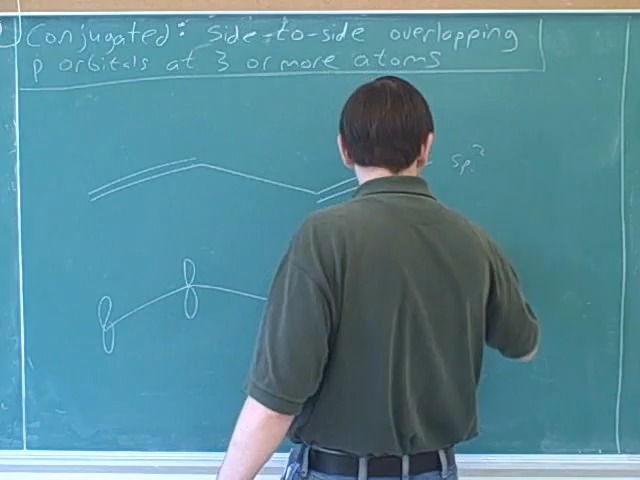 Conjugated: Side-to-side overlapping
p orbitals at 3 or more atoms
sp²